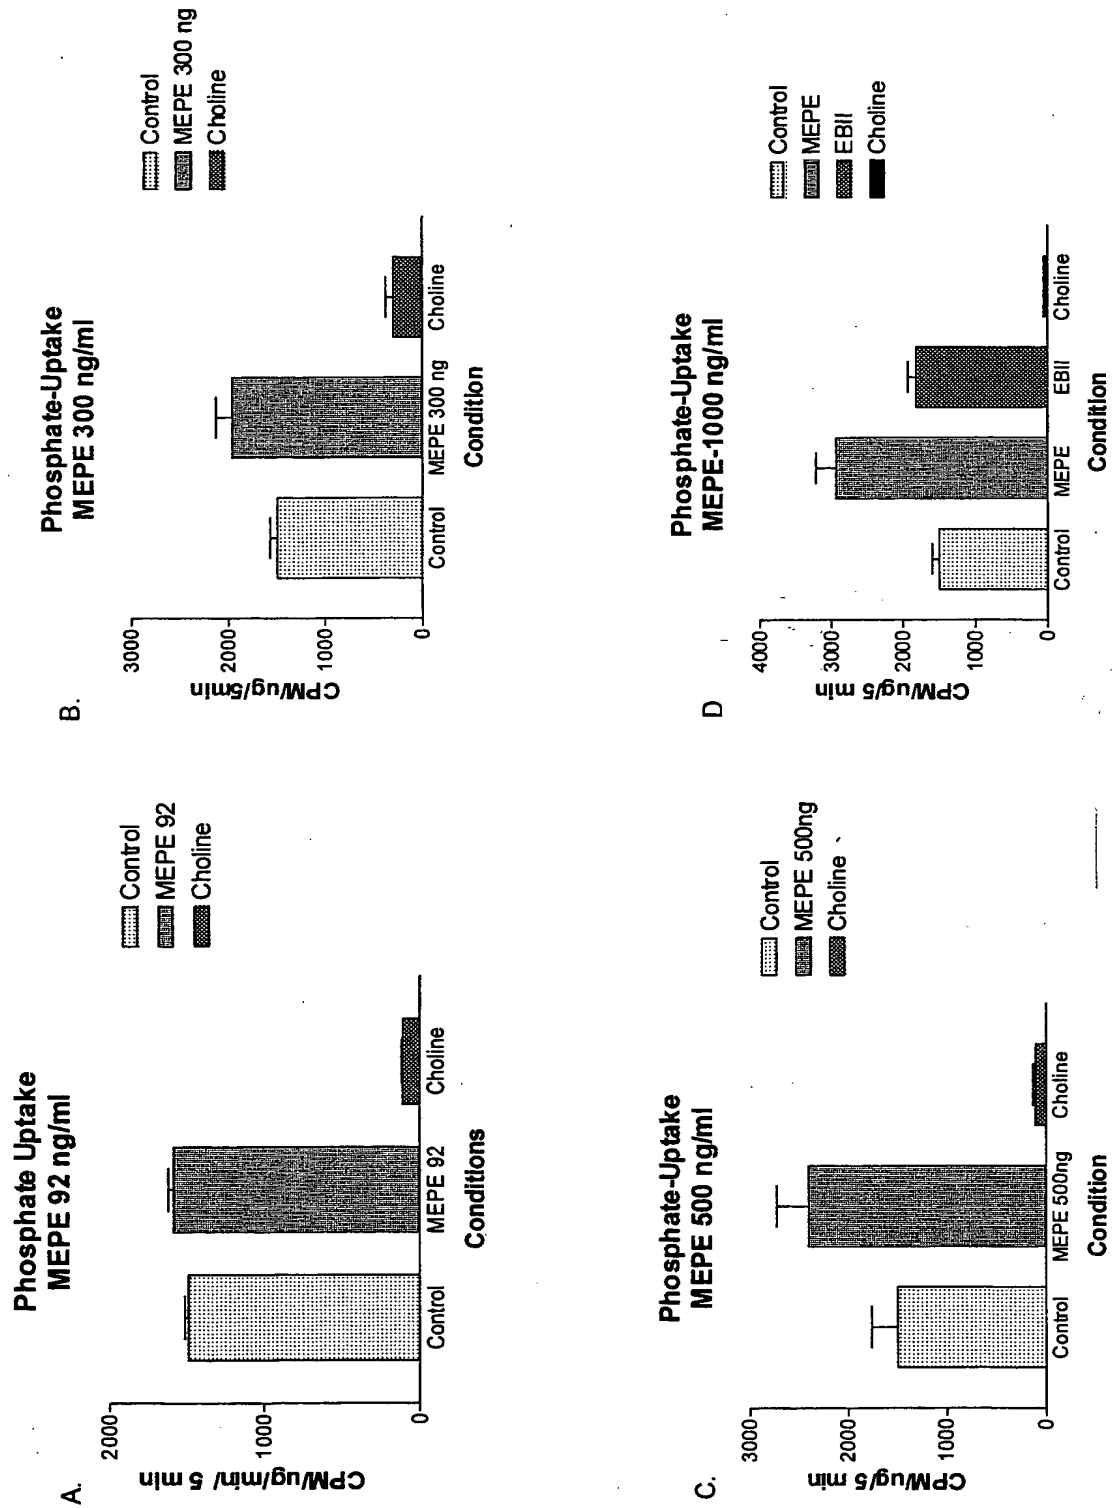 A.
Phosphate Uptake
MEPE 92 ng/ml
CPM/ug/min/ 5 min
2000
1000
0
Control
MEPE 92
Choline
Conditions
Control
MEPE 92
Choline
B.
Phosphate-Uptake
MEPE 300 ng/ml
CPM/ug/5min
3000
2000
1000
0
Control
MEPE 300 ng
Choline
Condition
Control
MEPE 300 ng
Choline
C.
Phosphate-Uptake
MEPE 500 ng/ml
CPM/ug/5 min
3000
2000
1000
0
Control
MEPE 500ng
Choline
Condition
Control
MEPE 500ng
Choline
D
Phosphate-Uptake
MEPE-1000 ng/ml
CPM/ug/5 min
4000
3000
2000
1000
0
Control
MEPE
EBII
Choline
Condition
Control
MEPE
EBII
Choline